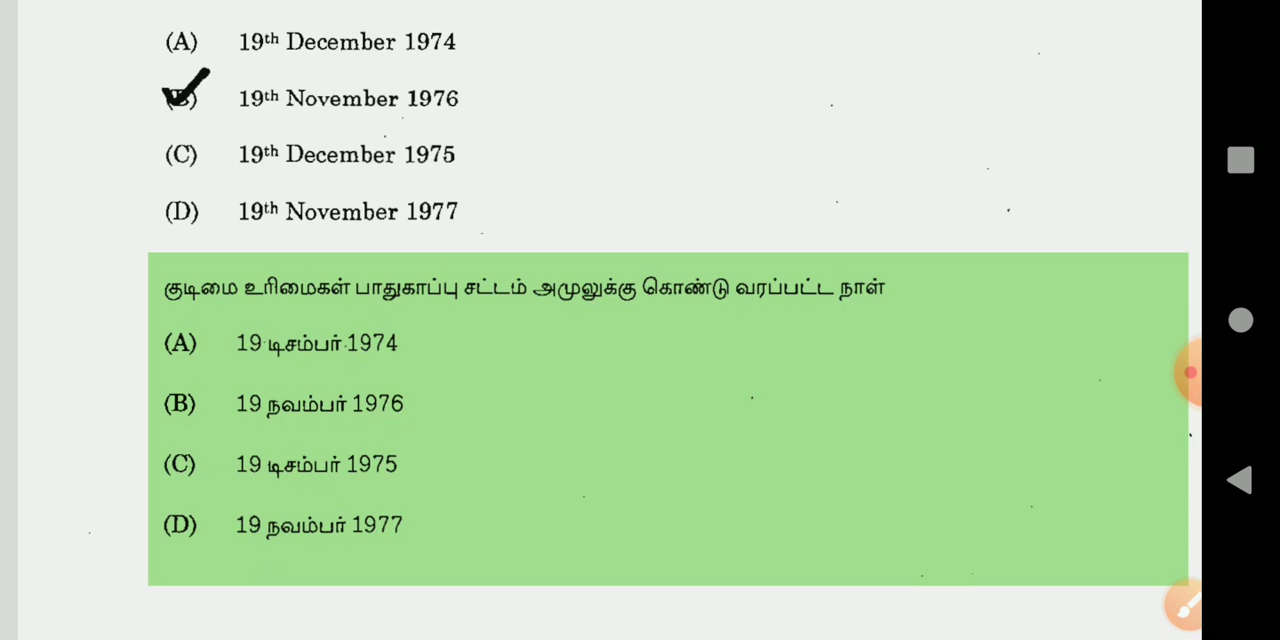 (A) 19th December 1974
(B) 19th November 1976
(C) 19th December 1975
(D) 19th November 1977
குடிமை உரிமைகள் பாதுகாப்பு சட்டம் அமுலுக்கு கொண்டு வரப்பட்ட நாள்
(A) 19 டிசம்பர் 1974
(B) 19 நவம்பர் 1976
(C) 19 டிசம்பர் 1975
(D) 19 நவம்பர் 1977